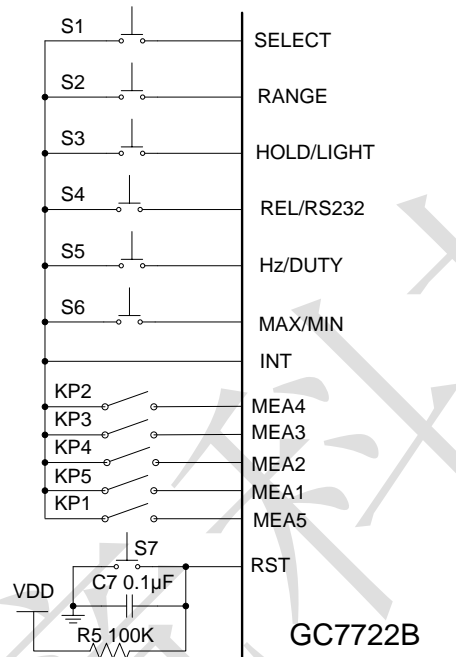 S1
SELECT
S2
RANGE
S3
HOLD/LIGHT
S4
REL/RS232
S5
Hz/DUTY
S6
MAX/MIN
INT
KP2
MEA4
KP3
MEA3
KP4
MEA2
KP5
MEA1
KP1
MEA5
S7
RST
C7 0.1µF
VDD
R5 100K
GC7722B